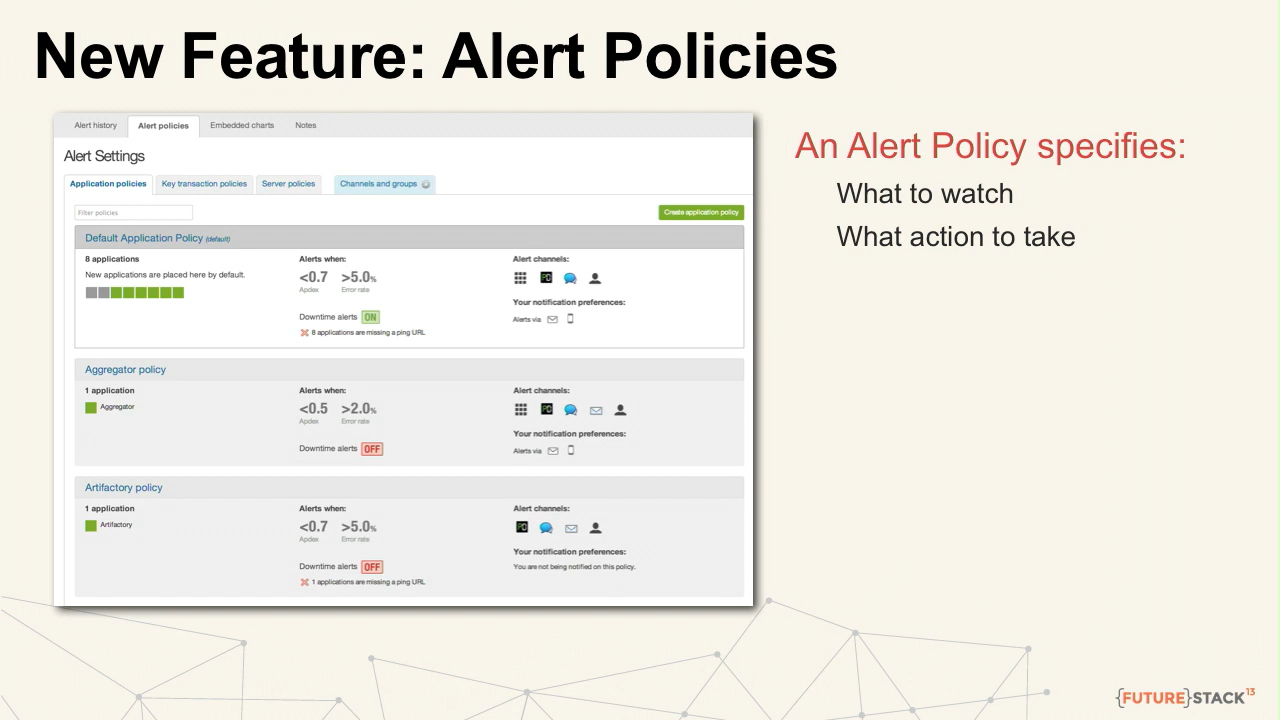 New Feature: Alert Policies
Alert history Alert policies Embedded charts Notes
Alert Settings
Application policies Key transaction policies Server policies Channels and groups
Filter policies Create application policy
Default Application Policy (default)
8 applications Alerts when: Alert channels:
New applications are placed here by default. <0.7 >5.0%
Apdex Error rate
Your notification preferences:
Downtime alerts ON Alerts via
8 applications are missing a ping URL
Aggregator policy
1 application Alerts when: Alert channels:
Aggregator <0.5 >2.0%
Apdex Error rate
Your notification preferences:
Downtime alerts OFF Alerts via
Artifactory policy
1 application Alerts when: Alert channels:
Artifactory <0.7 >5.0%
Apdex Error rate
Your notification preferences:
Downtime alerts OFF You are not being notified on this policy.
1 applications are missing a ping URL
An Alert Policy specifies:
What to watch
What action to take
{FUTURE}STACK13